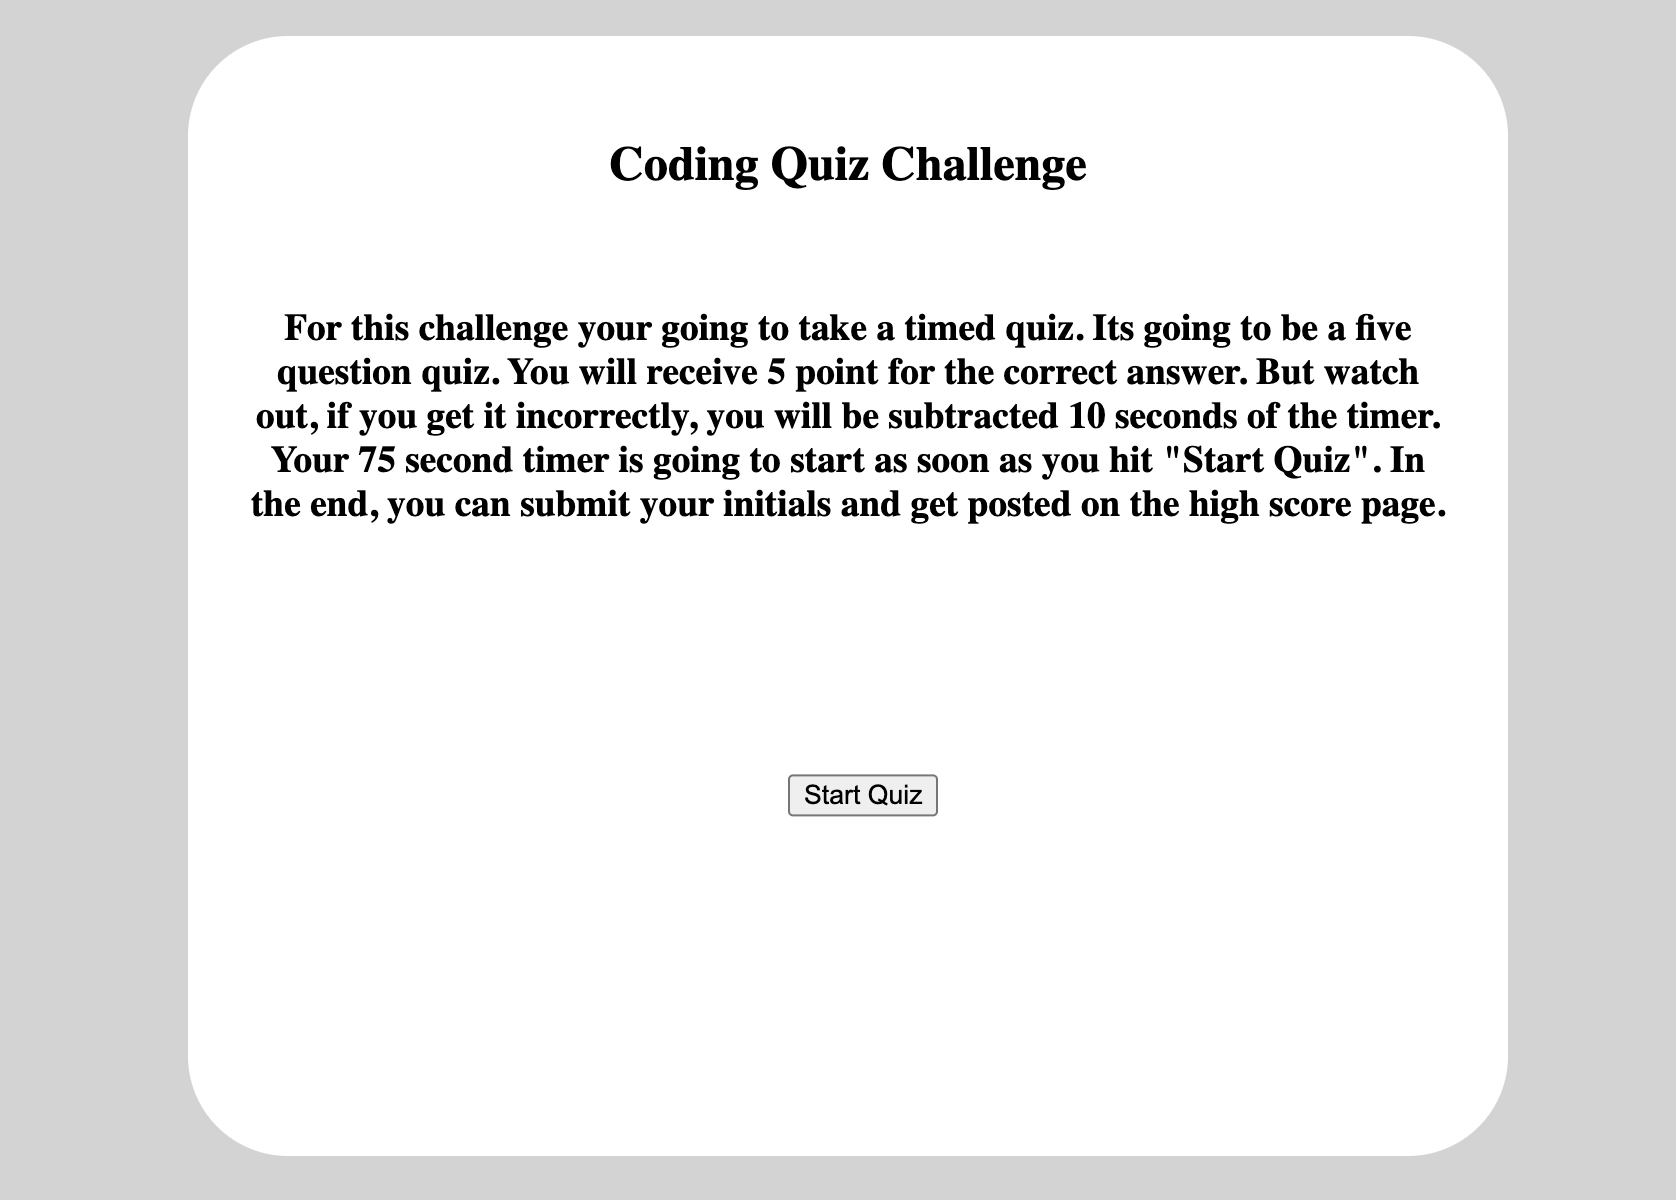 Coding Quiz Challenge
For this challenge your going to take a timed quiz. Its going to be a five
question quiz. You will receive 5 point for the correct answer. But watch
out, if you get it incorrectly, you will be subtracted 10 seconds of the timer.
Your 75 second timer is going to start as soon as you hit "Start Quiz". In
the end, you can submit your initials and get posted on the high score page.
Start Quiz